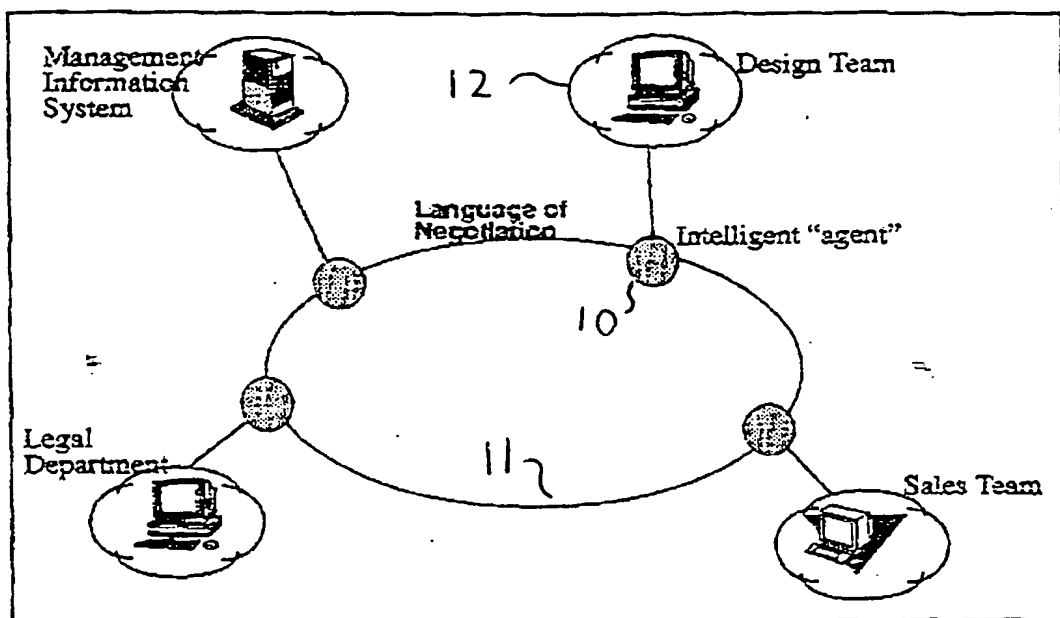 Management
Information
System
12
Design Team
Language of
Negotiation
Intelligent "agent"
10
Legal
Department
11
Sales Team